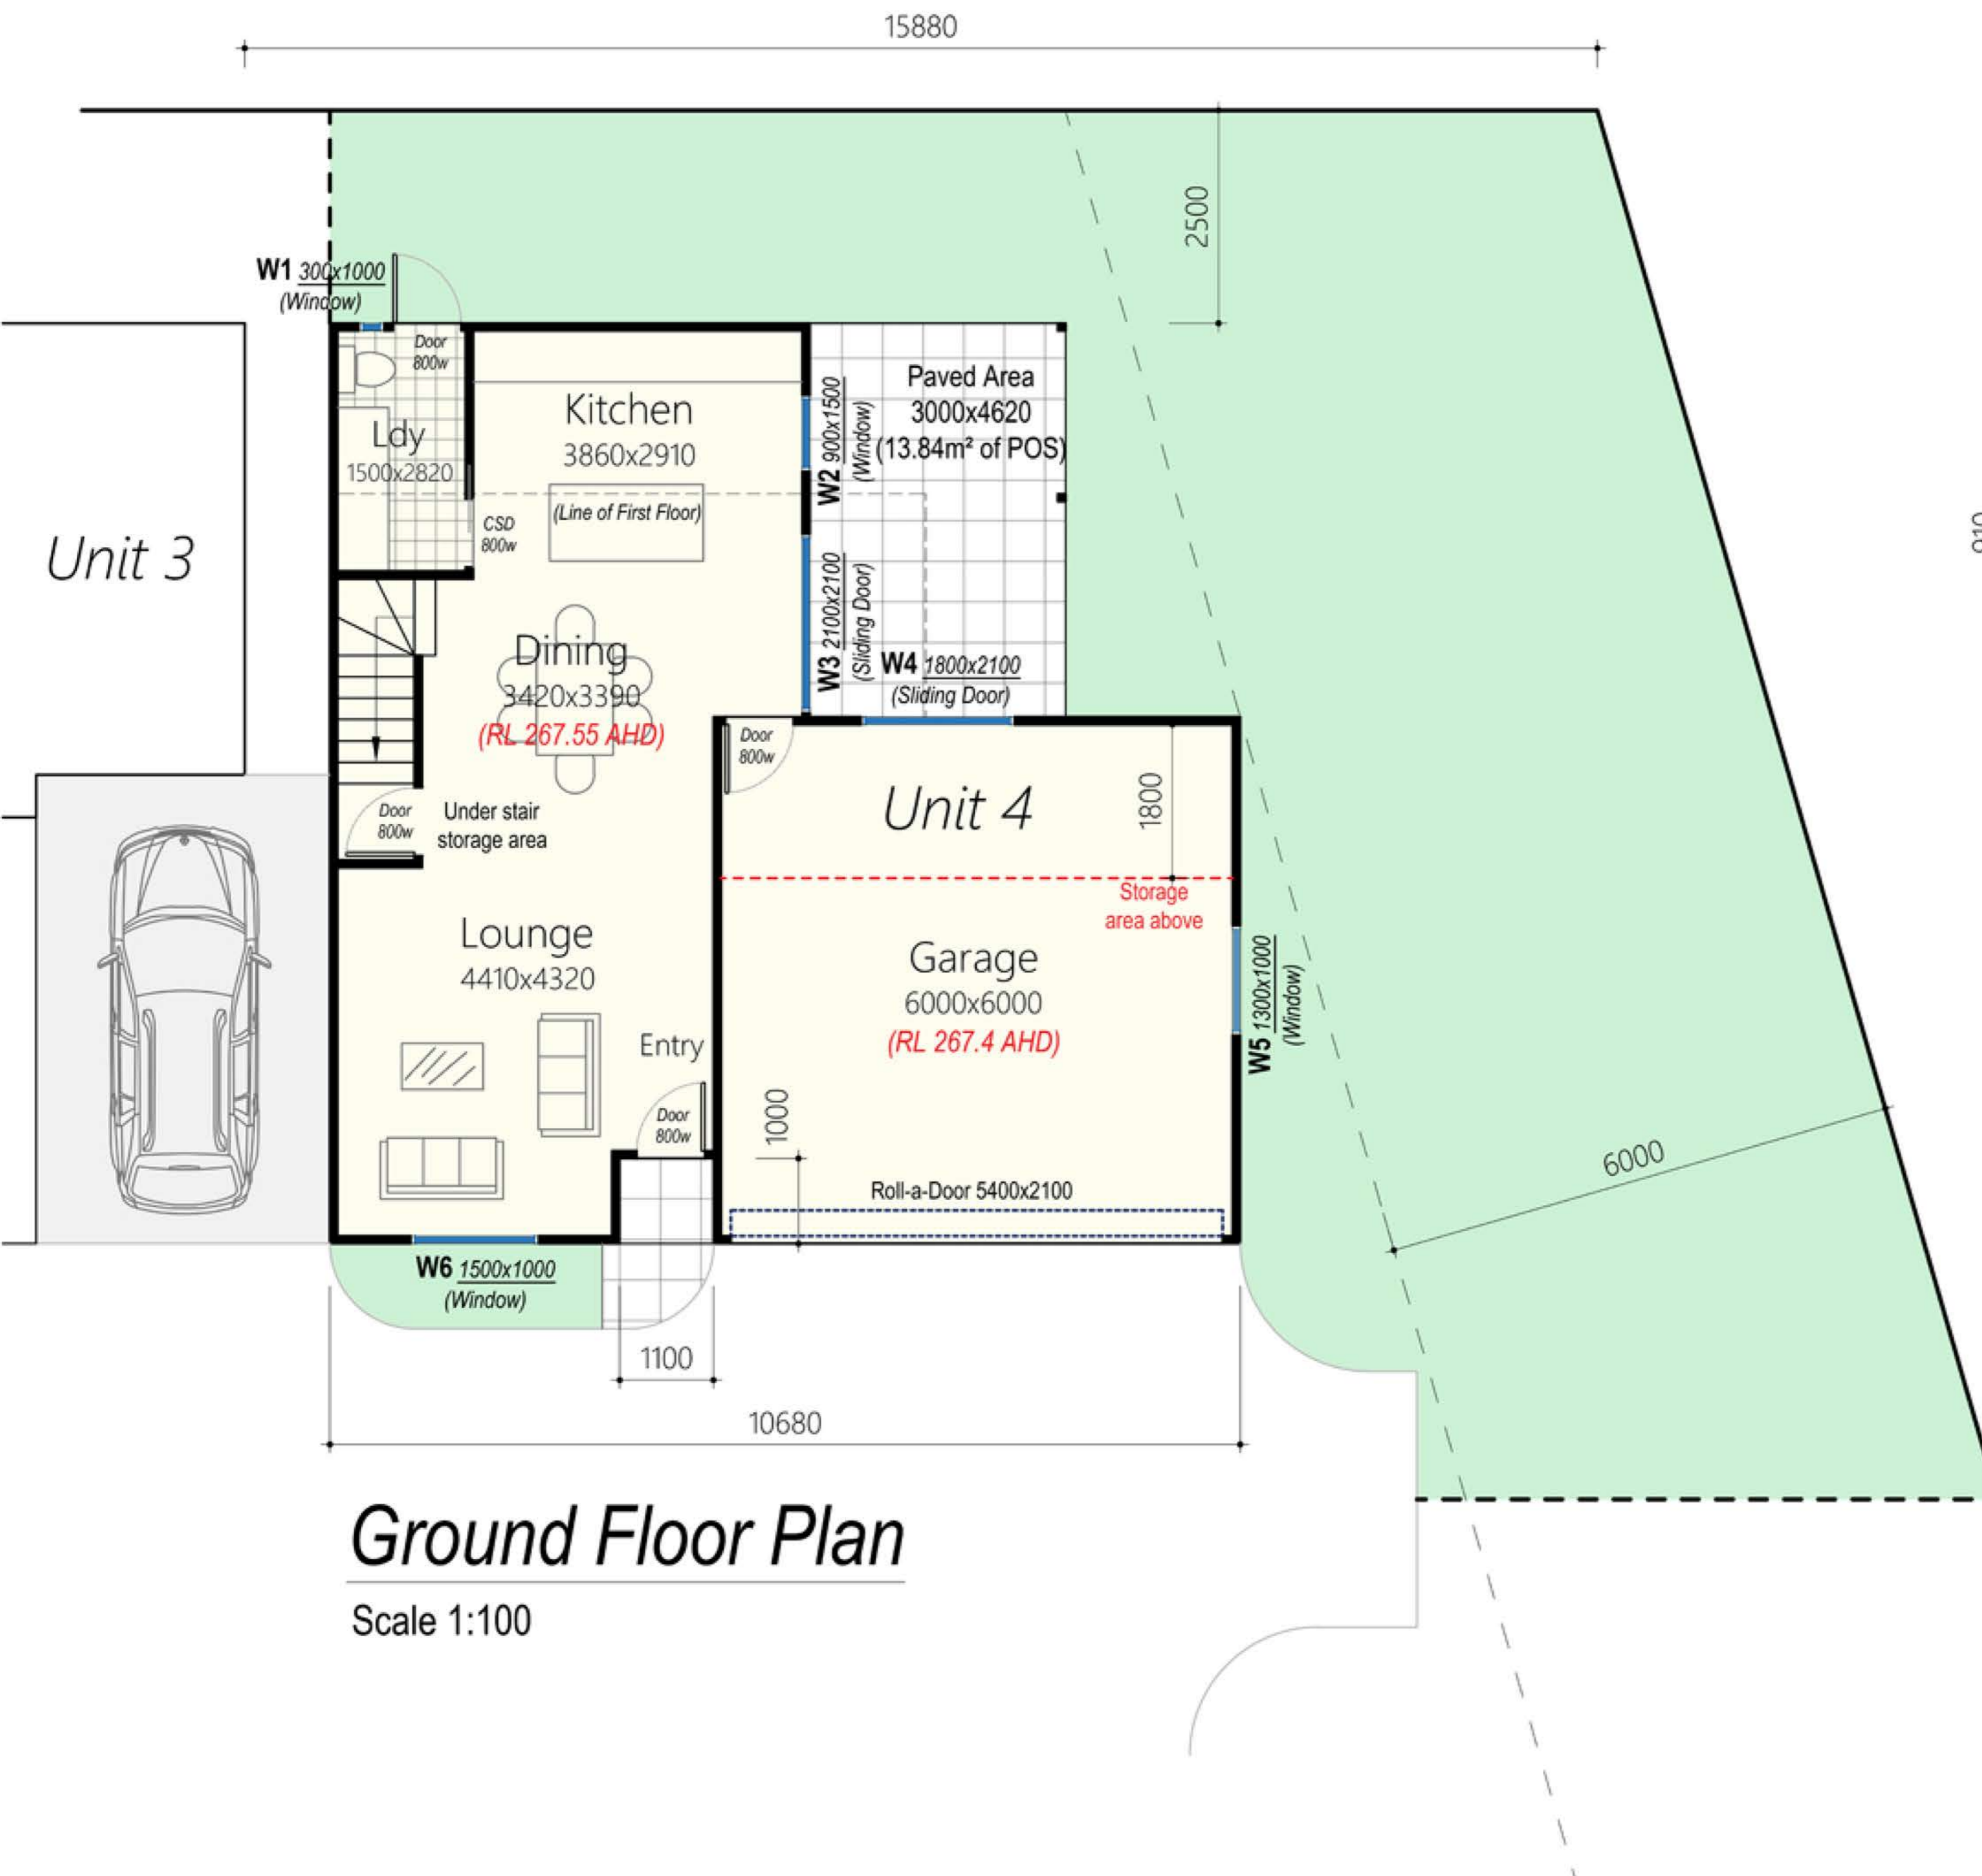 15880
2500
W1 300x1000
(Window)
Door
800w
Kitchen
3860x2910
Ldy
1500x2820
CSD
800w
(Line of First Floor)
W2 900x1500
(Window)
Paved Area
3000x4620
(13.84m² of POS)
Unit 3
Dining
3420x3390
(RL 267.55 AHD)
W3 2100x2100
(Sliding Door)
W4 1800x2100
(Sliding Door)
Door
800w
Unit 4
1800
Door
800w
Under stair
storage area
Storage
area above
Lounge
4410x4320
Garage
6000x6000
(RL 267.4 AHD)
W5 1300x1000
(Window)
Entry
Door
800w
1000
6000
Roll-a-Door 5400x2100
W6 1500x1000
(Window)
1100
10680
Ground Floor Plan
Scale 1:100